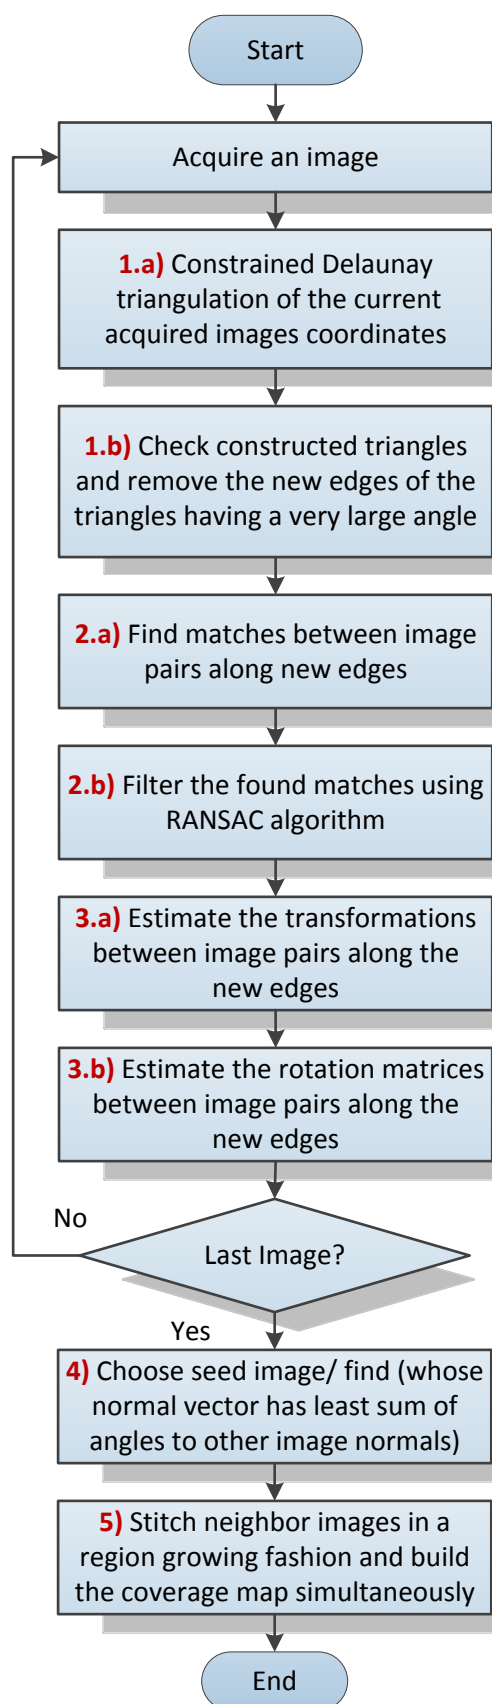 Start
Acquire an image
1.a) Constrained Delaunay
triangulation of the current
acquired images coordinates
1.b) Check constructed triangles
and remove the new edges of the
triangles having a very large angle
2.a) Find matches between image
pairs along new edges
2.b) Filter the found matches using
RANSAC algorithm
3.a) Estimate the transformations
between image pairs along the
new edges
3.b) Estimate the rotation matrices
between image pairs along the
new edges
No
Last Image?
Yes
4) Choose seed image/ find (whose
normal vector has least sum of
angles to other image normals)
5) Stitch neighbor images in a
region growing fashion and build
the coverage map simultaneously
End